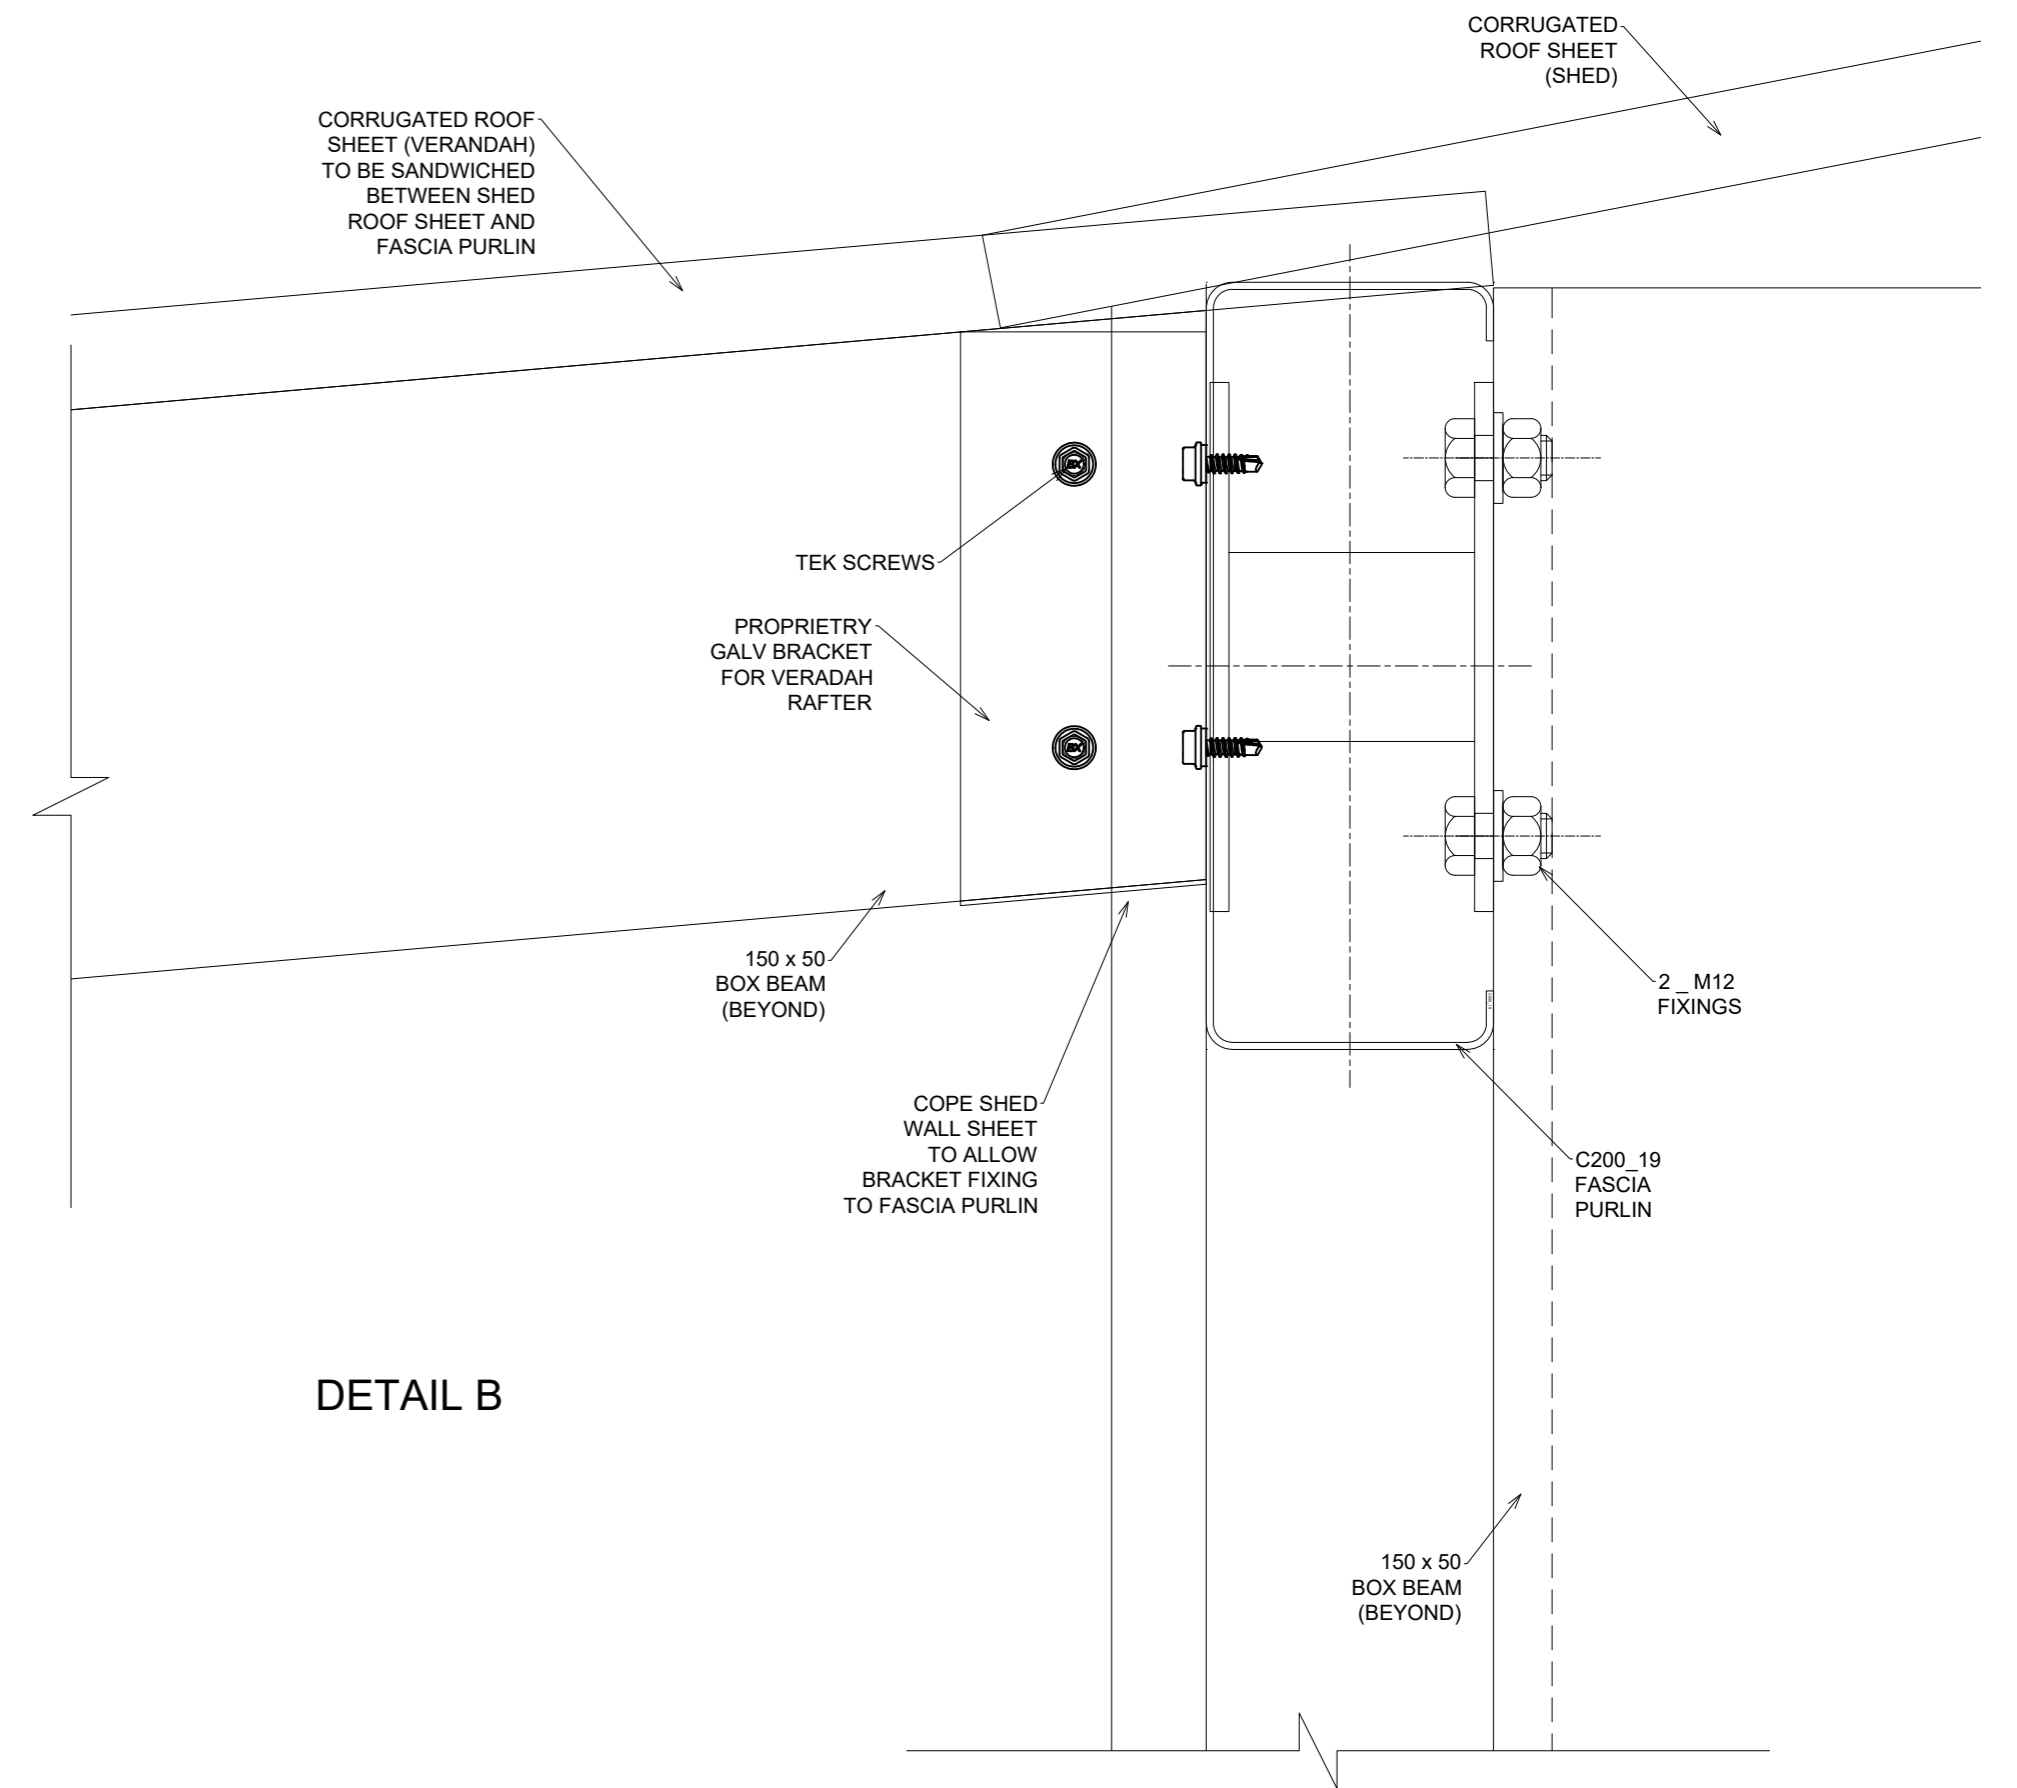 CORRUGATED
ROOF SHEET
(SHED)
CORRUGATED ROOF
SHEET (VERANDAH)
TO BE SANDWICHED
BETWEEN SHED
ROOF SHEET AND
FASCIA PURLIN
TEK SCREWS
PROPRIETRY
GALV BRACKET
FOR VERADAH
RAFTER
150 x 50
BOX BEAM
(BEYOND)
2 _ M12
FIXINGS
COPE SHED
WALL SHEET
TO ALLOW
BRACKET FIXING
TO FASCIA PURLIN
C200_19
FASCIA
PURLIN
DETAIL B
150 x 50
BOX BEAM
(BEYOND)